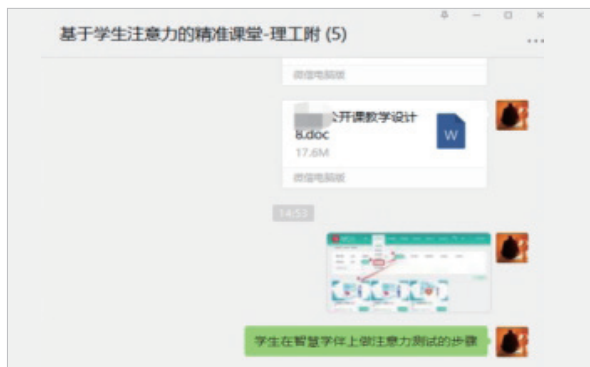 基于学生注意力的精准课堂-理工附 (5)
微信电脑版
公开课教学设计
8.doc
17.6M
W
微信电脑版
14:53
学生在智慧学伴上做注意力测试的步骤